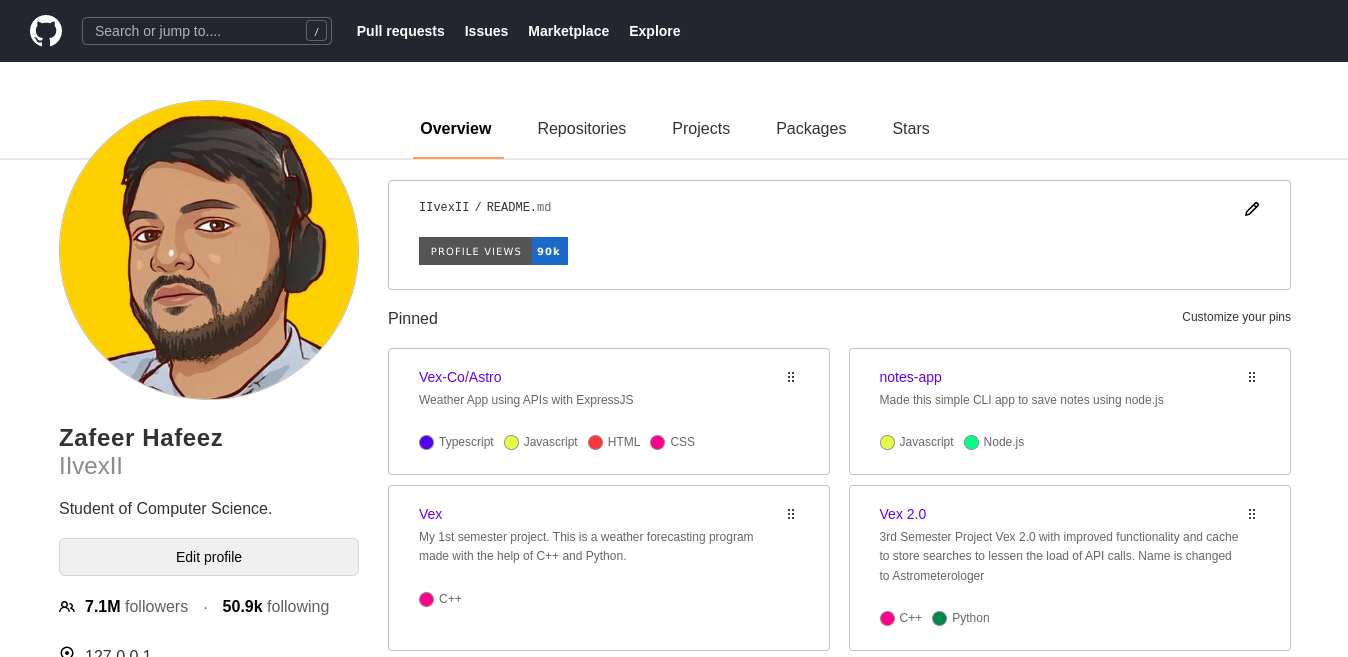 Search or jump to.... /
Pull requests Issues Marketplace Explore
Overview Repositories Projects Packages Stars
IIvexII / README.md
PROFILE VIEWS 90k
Pinned Customize your pins
Vex-Co/Astro
Weather App using APIs with ExpressJS
Typescript Javascript HTML CSS
notes-app
Made this simple CLI app to save notes using node.js
Javascript Node.js
Vex
My 1st semester project. This is a weather forecasting program
made with the help of C++ and Python.
C++
Vex 2.0
3rd Semester Project Vex 2.0 with improved functionality and cache
to store searches to lessen the load of API calls. Name is changed
to Astrometerologer
C++ Python
Zafeer Hafeez
IIvexII
Student of Computer Science.
Edit profile
7.1M followers · 50.9k following
127.0.0.1